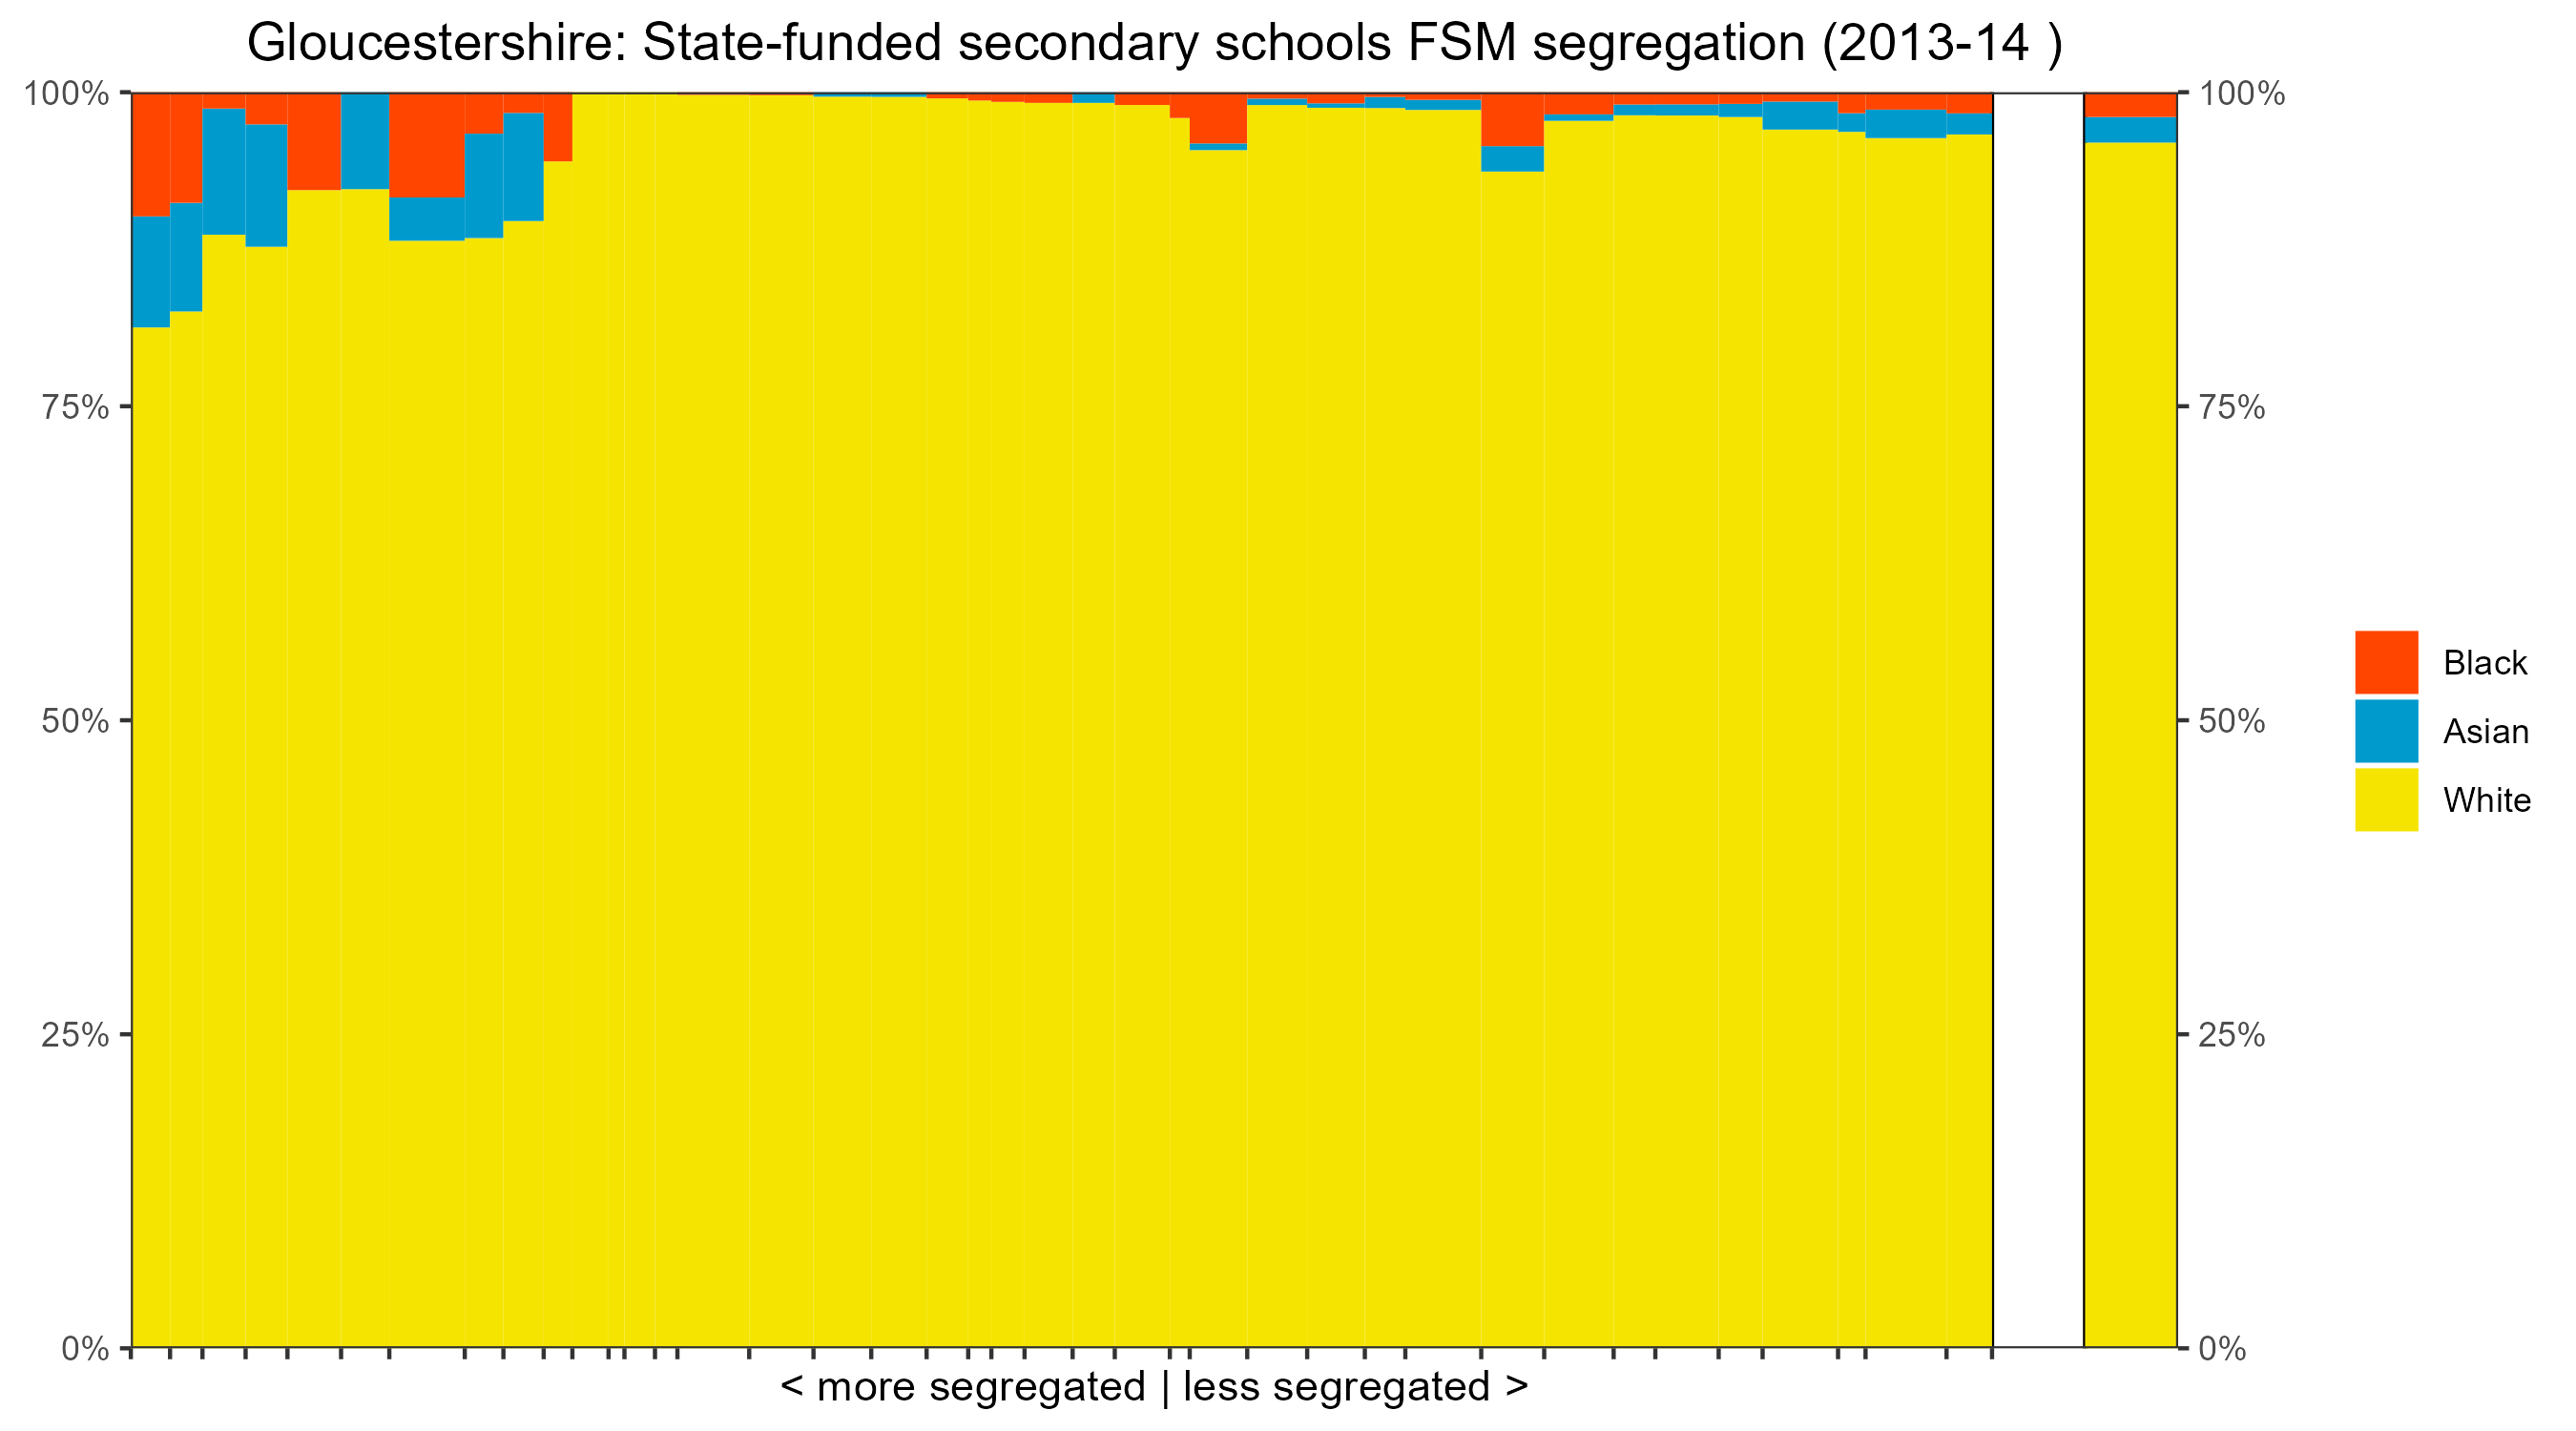 Gloucestershire: State-funded secondary schools FSM segregation (2013-14 )
100%
75%
50%
25%
0%
100%
75%
50%
25%
0%
Black
Asian
White
< more segregated | less segregated >